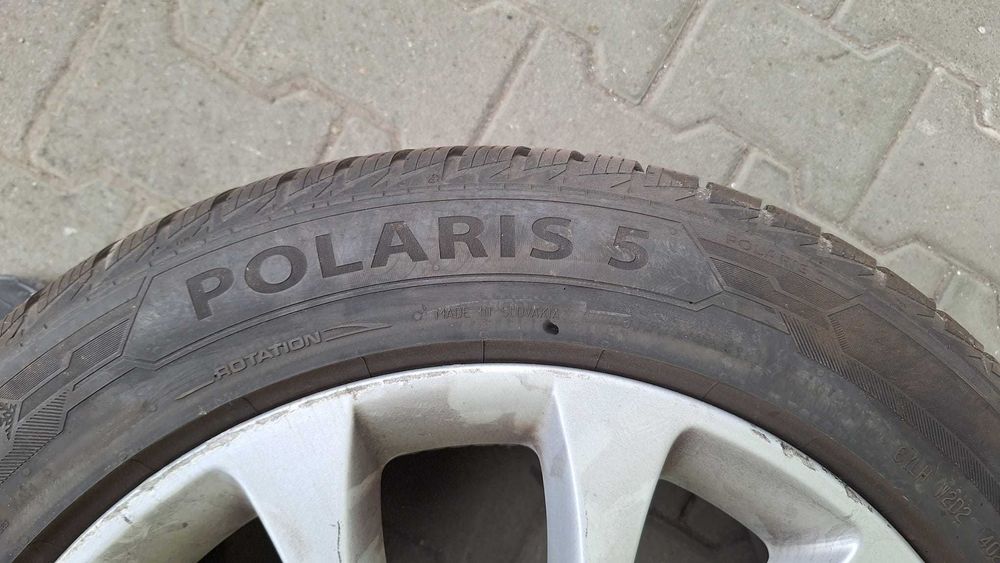 POLARIS 5
MADE IN SLOVAKIA
ROTATION